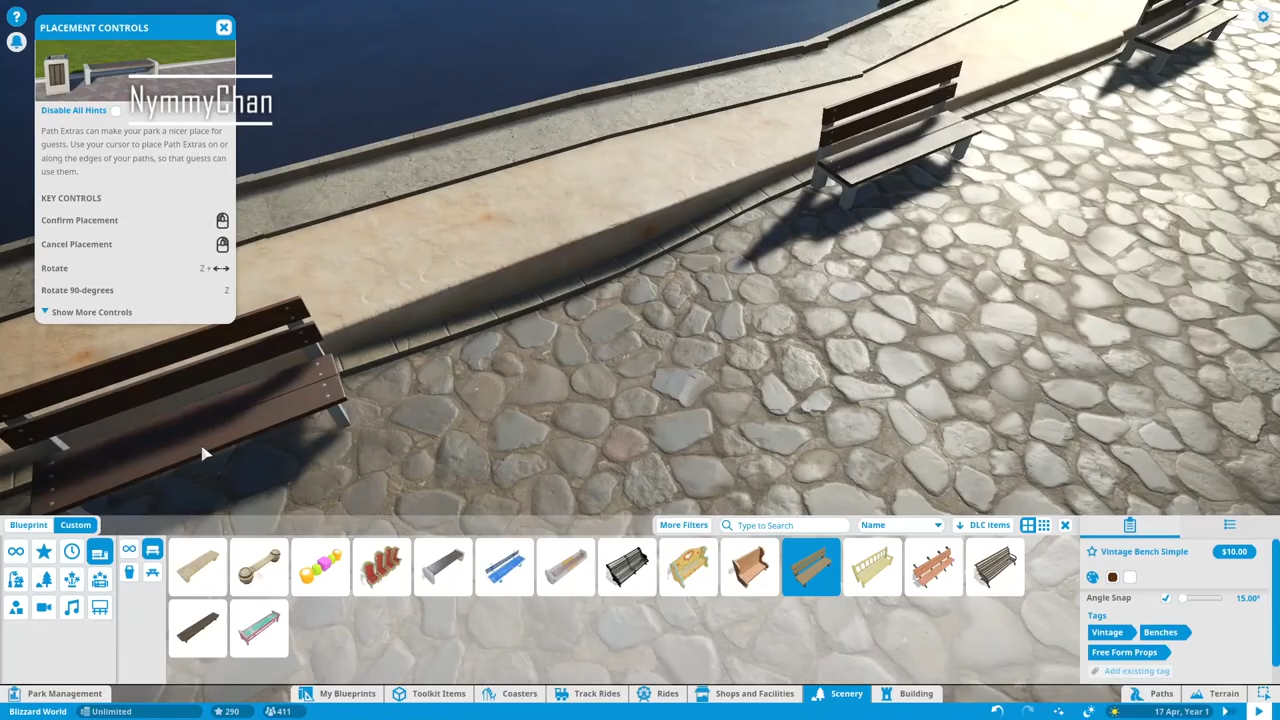 PLACEMENT CONTROLS
NymmyChan
Disable All Hints
Path Extras can make your park a nicer place for
guests. Use your cursor to place Path Extras on or
along the edges of your paths, so that guests can
use them.
KEY CONTROLS
Confirm Placement
Cancel Placement
Rotate Z +
Rotate 90-degrees Z
Show More Controls
Blueprint Custom More Filters Type to Search Name DLC items
Vintage Bench Simple $10.00
Angle Snap 15.00°
Tags
Vintage Benches
Free Form Props
Add existing tag
Park Management My Blueprints Toolkit Items Coasters Track Rides Rides Shops and Facilities Scenery Building Paths Terrain
Blizzard World Unlimited 290 411 17 Apr, Year 1